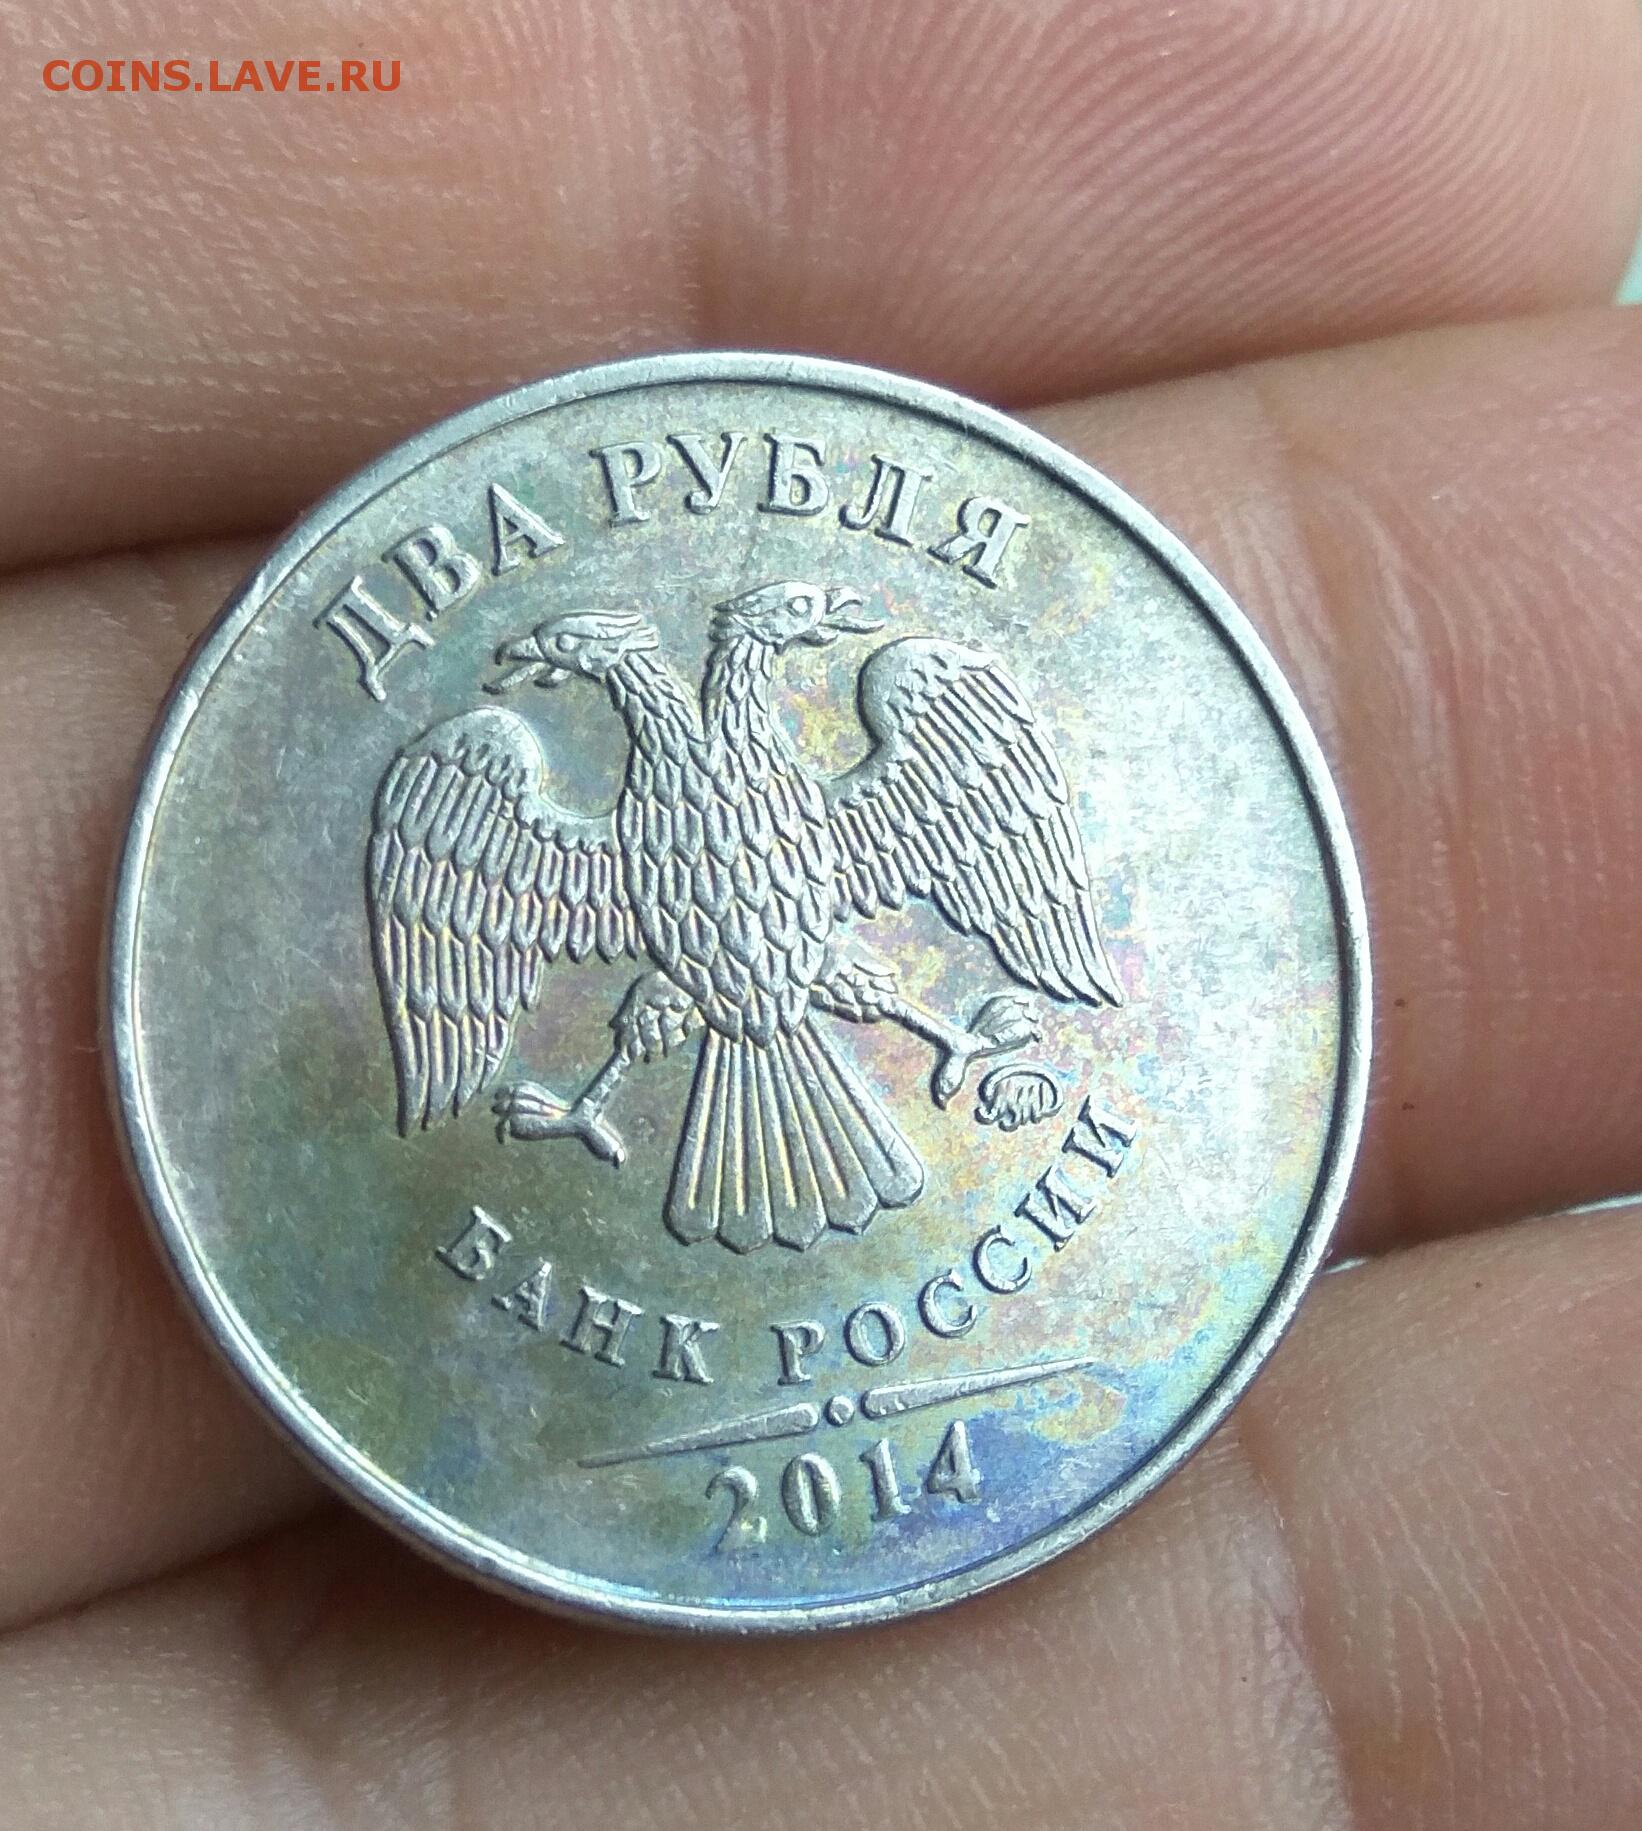 COINS.LAVE.RU
ДВА РУБЛЯ
БАНК РОССИИ
2014